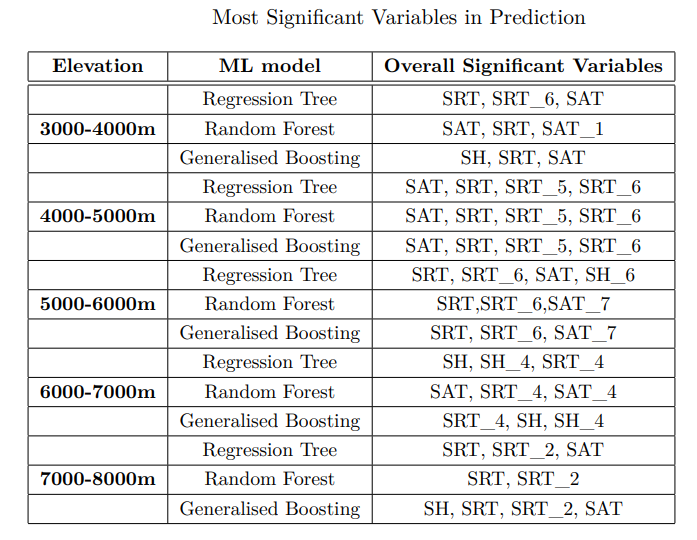 Most Significant Variables in Prediction
Elevation ML model Overall Significant Variables
Regression Tree SRT, SRT_6, SAT
3000-4000m Random Forest SAT, SRT, SAT_1
Generalised Boosting SH, SRT, SAT
Regression Tree SAT, SRT, SRT_5, SRT_6
4000-5000m Random Forest SAT, SRT, SRT_5, SRT_6
Generalised Boosting SAT, SRT, SRT_5, SRT_6
Regression Tree SRT, SRT_6, SAT, SH_6
5000-6000m Random Forest SRT,SRT_6,SAT_7
Generalised Boosting SRT, SRT_6, SAT_7
Regression Tree SH, SH_4, SRT_4
6000-7000m Random Forest SAT, SRT_4, SAT_4
Generalised Boosting SRT_4, SH, SH_4
Regression Tree SRT, SRT_2, SAT
7000-8000m Random Forest SRT, SRT_2
Generalised Boosting SH, SRT, SRT_2, SAT